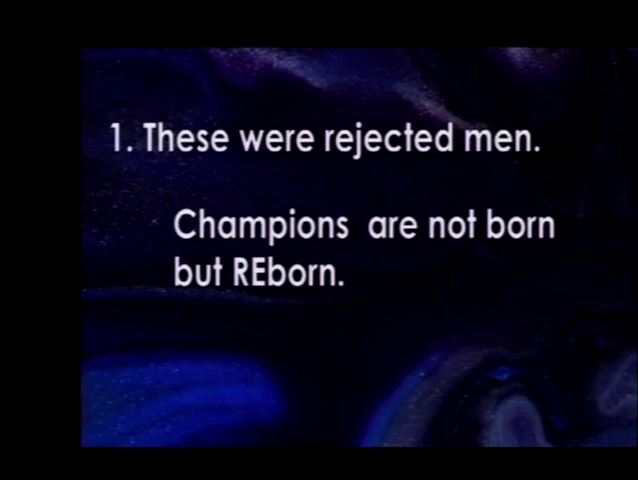 1. These were rejected men.
Champions are not born
but REborn.